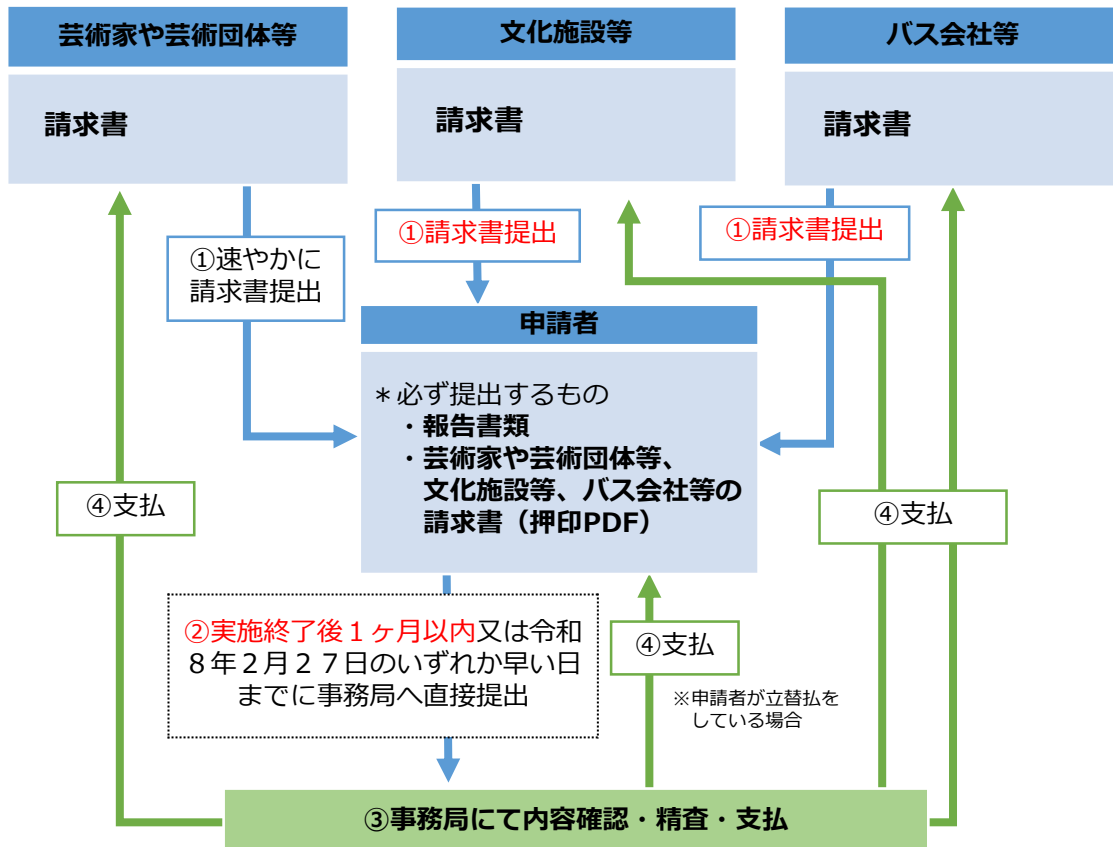 芸術家や芸術団体等
文化施設等
バス会社等
請求書
請求書
請求書
①速やかに
請求書提出
①請求書提出
①請求書提出
申請者
＊必ず提出するもの
・報告書類
・芸術家や芸術団体等、
文化施設等、バス会社等の
請求書（押印PDF）
④支払
④支払
②実施終了後１ヶ月以内又は令和
８年２月２７日のいずれか早い日
までに事務局へ直接提出
④支払
※申請者が立替払を
している場合
③事務局にて内容確認・精査・支払